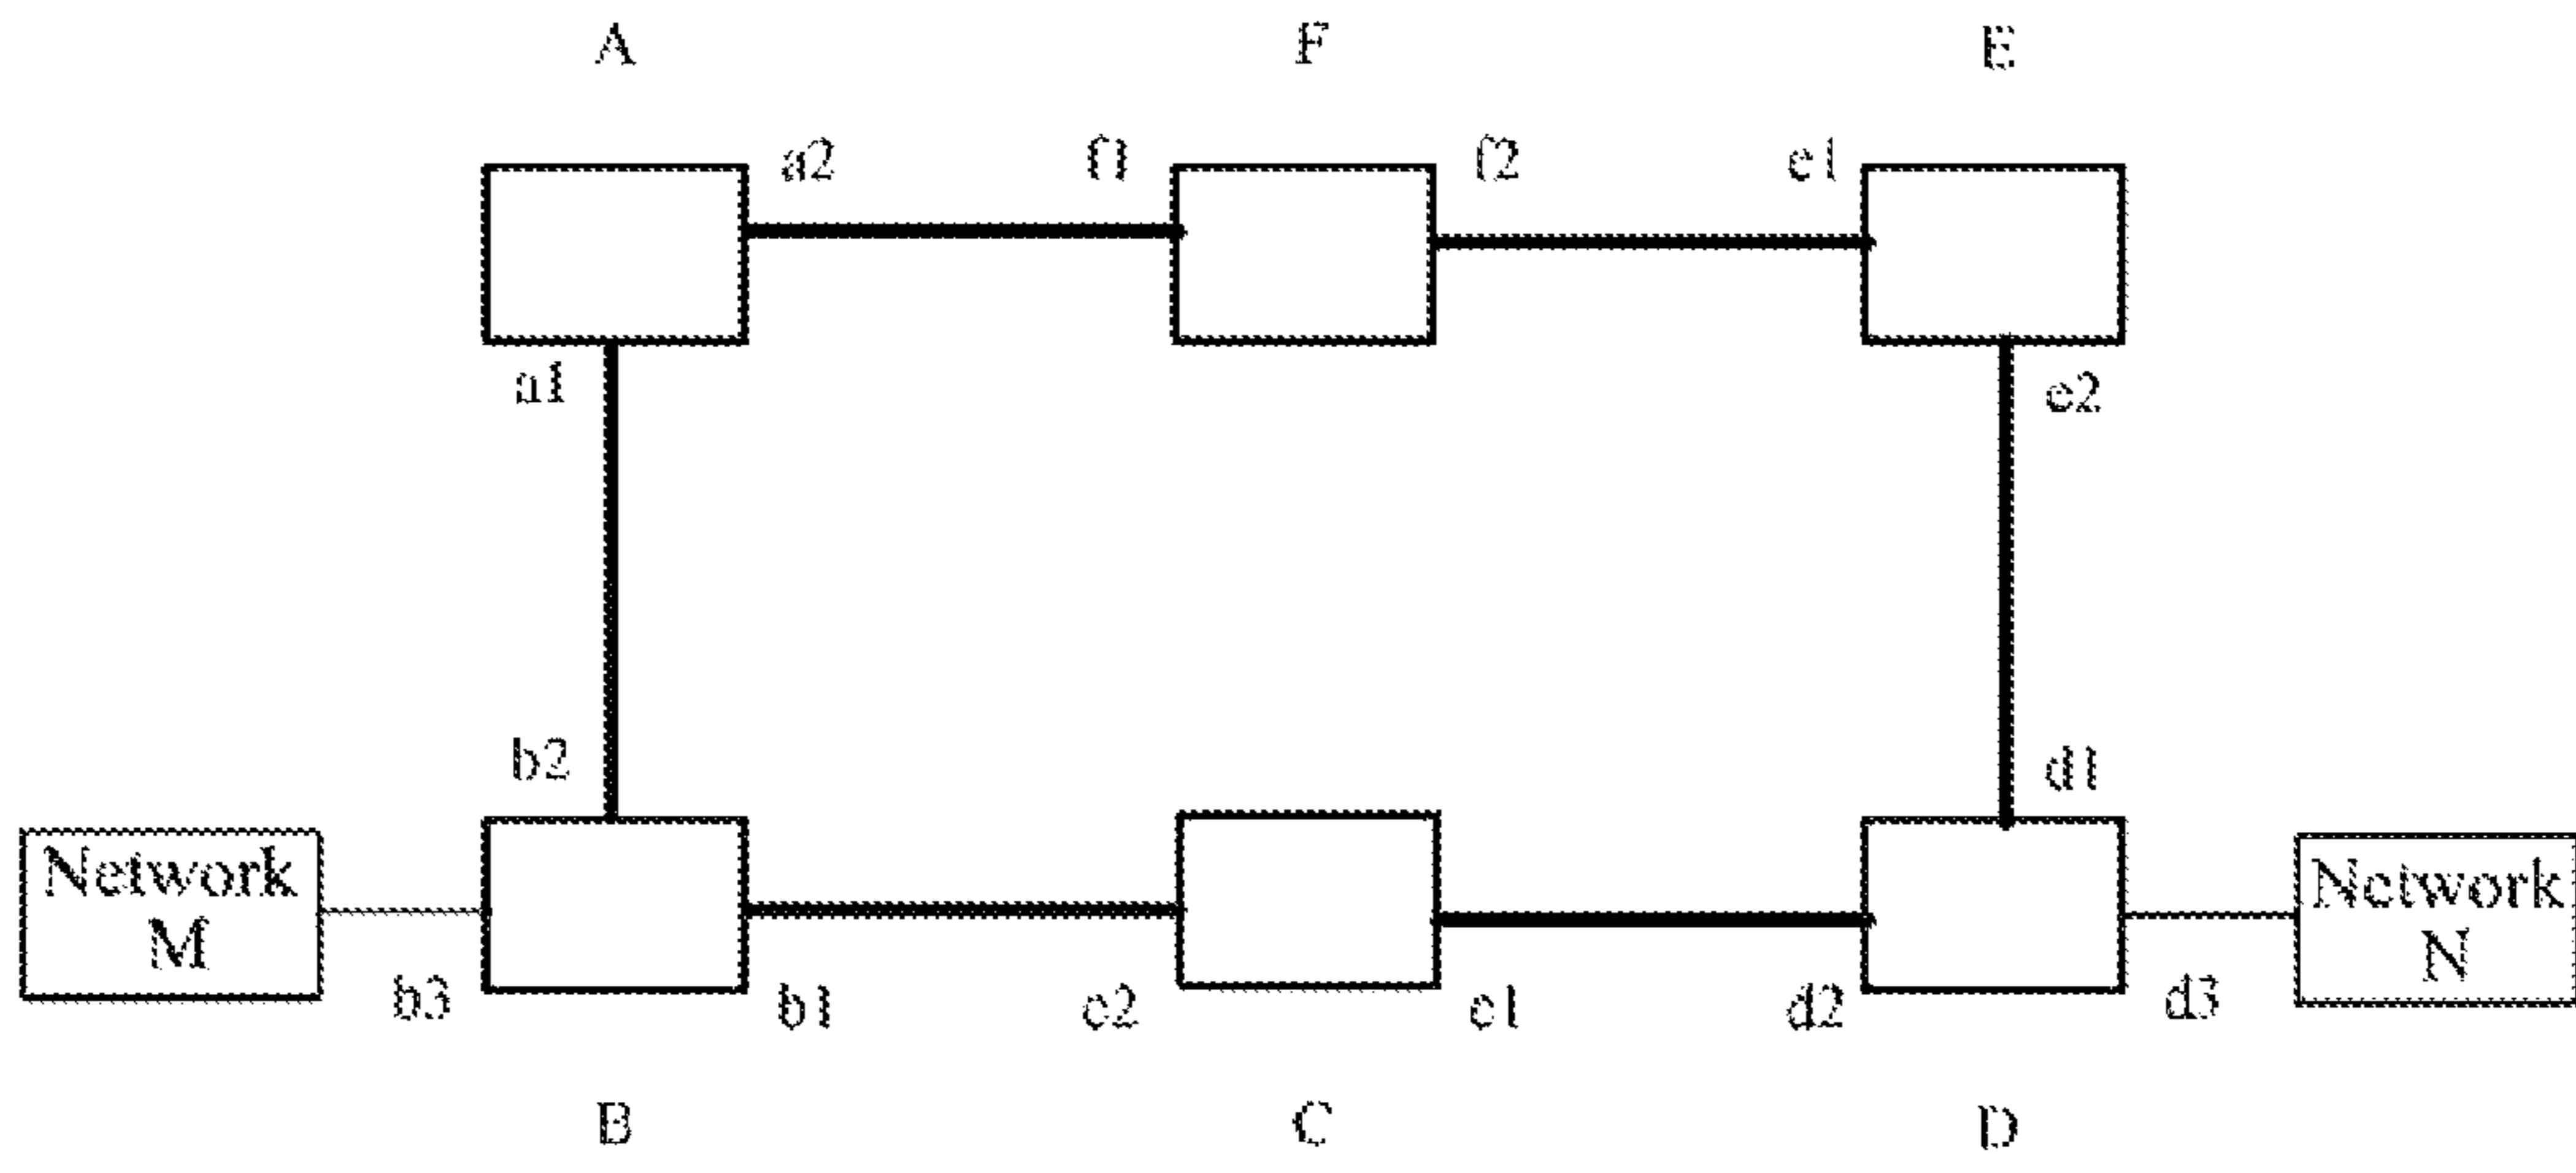 A F E
a2 f1 f2 e1
a1 e2
b2 d1
Network M Network N
b3 b1 c2 c1 d2 d3
B C D